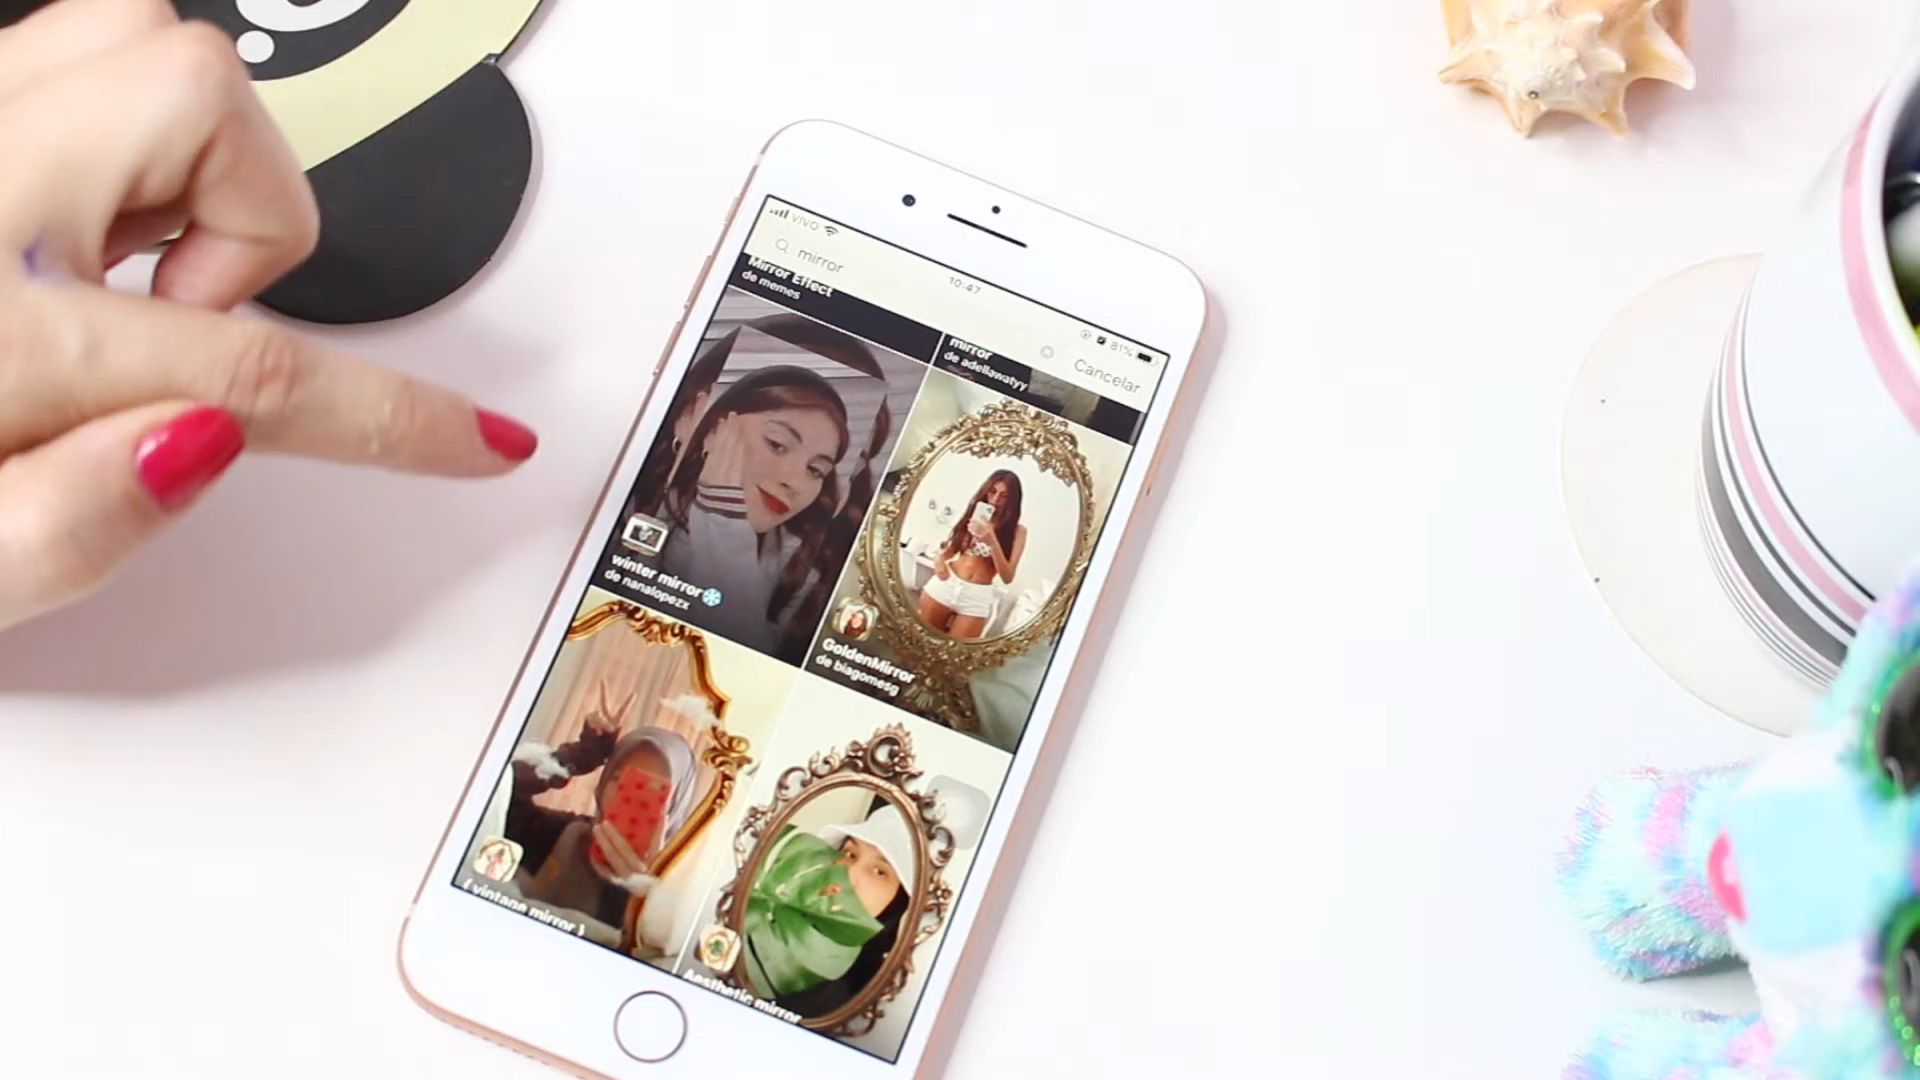 VIVO
10:47
81%
mirror
Cancelar
Mirror Effect
de memes
mirror
de adellawatyy
winter mirror❄️
de nanalopezx
GoldenMirror
de biagomesg
{ vintage mirror }
Aesthetic mirror